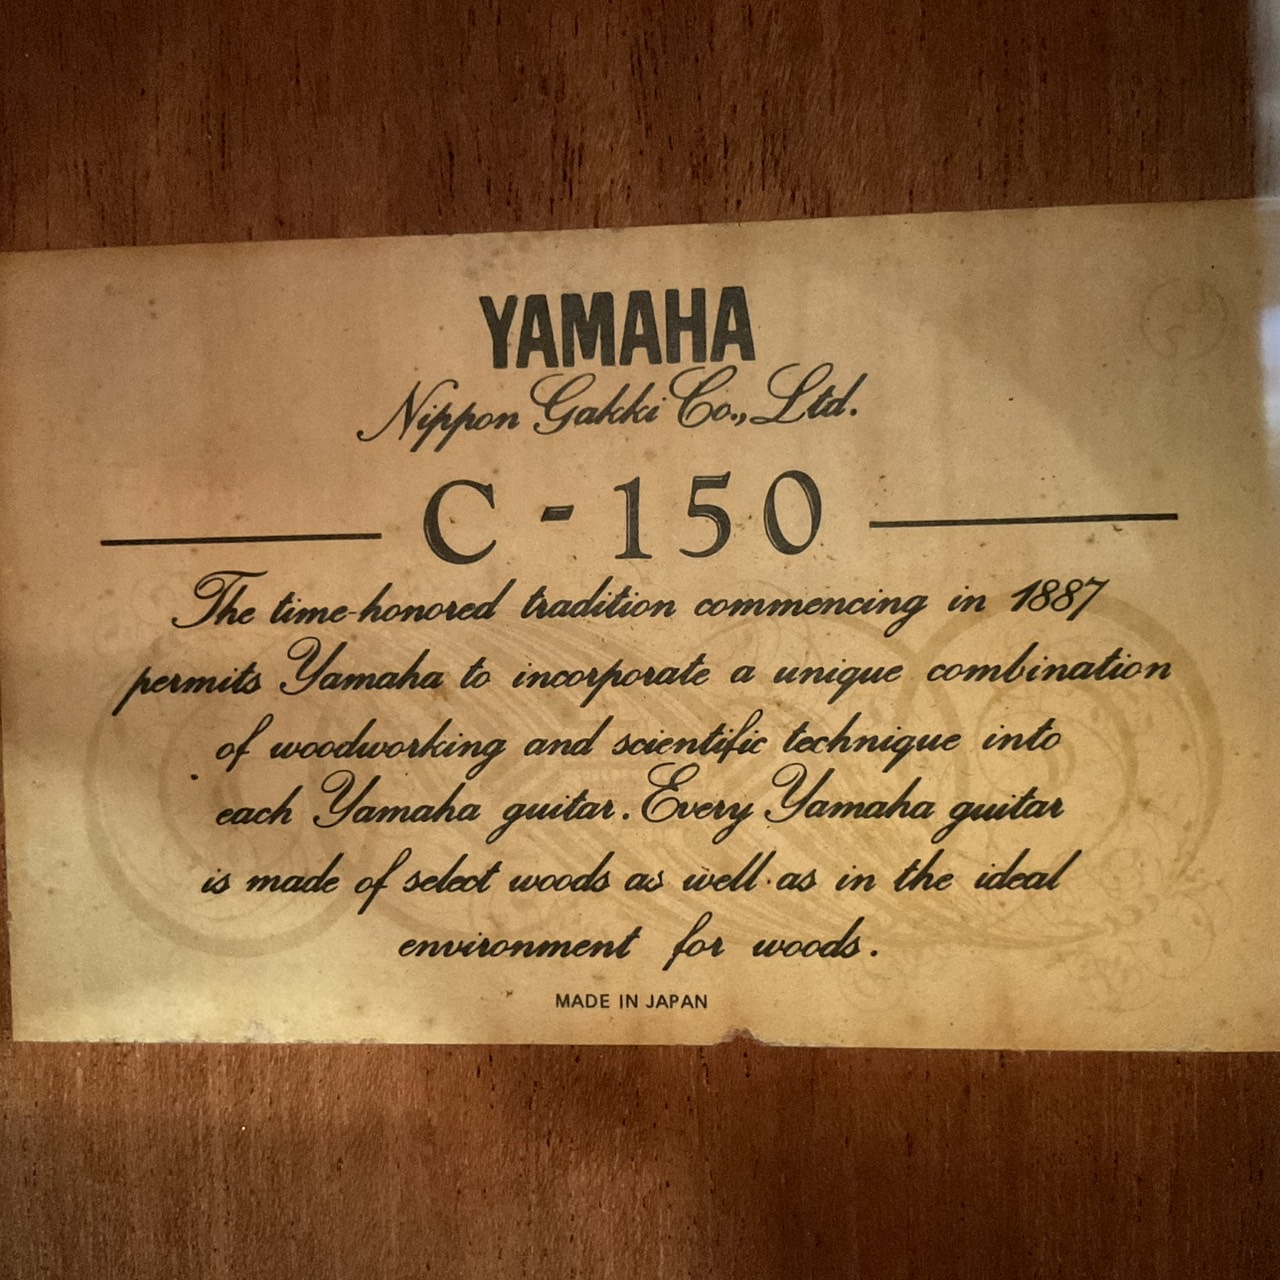 YAMAHA
Nippon Gakki Co., Ltd.
C - 150
The time-honored tradition commencing in 1887
permits Yamaha to incorporate a unique combination
of woodworking and scientific technique into
each Yamaha guitar. Every Yamaha guitar
is made of select woods as well as in the ideal
environment for woods.
MADE IN JAPAN